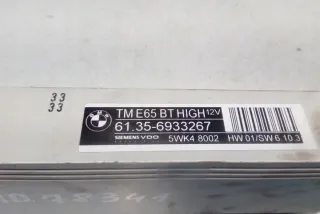 33
33
TM E65 BT HIGH 12V
61.35-6933267
SIEMENS VDO 5WK4 8002 HW 01/SW 6.10.3